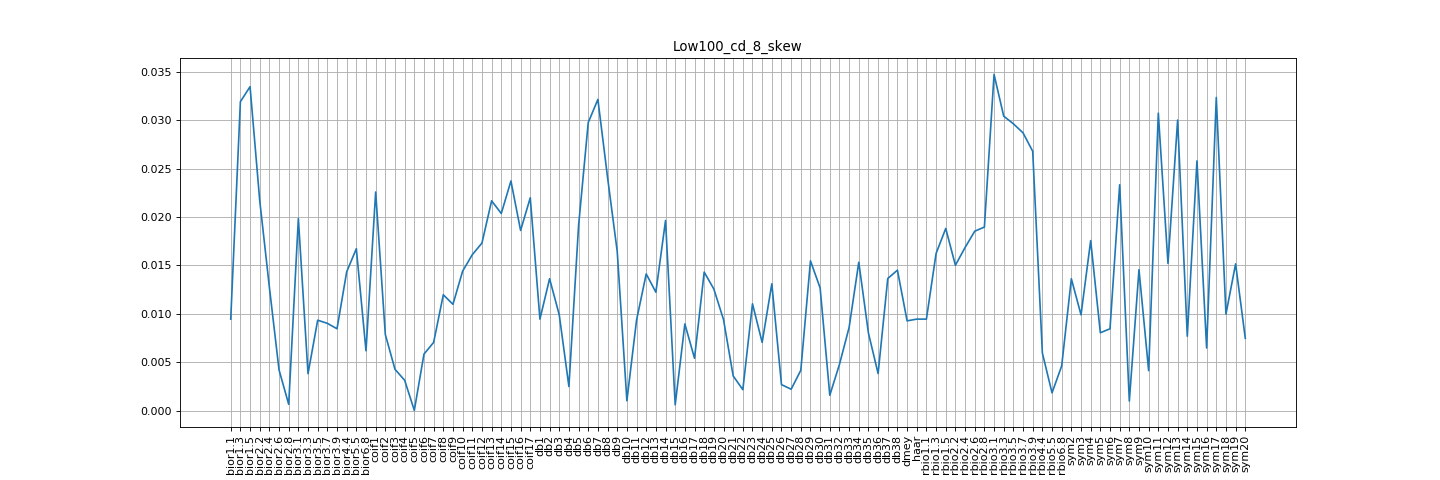 Low100_cd_8_skew
0.035
0.030
0.025
0.020
0.015
0.010
0.005
0.000
bior1.1
bior1.3
bior1.5
bior2.2
bior2.4
bior2.6
bior2.8
bior3.1
bior3.3
bior3.5
bior3.7
bior3.9
bior4.4
bior5.5
bior6.8
coif1
coif2
coif3
coif4
coif5
coif6
coif7
coif8
coif9
coif10
coif11
coif12
coif13
coif14
coif15
coif16
coif17
db1
db2
db3
db4
db5
db6
db7
db8
db9
db10
db11
db12
db13
db14
db15
db16
db17
db18
db19
db20
db21
db22
db23
db24
db25
db26
db27
db28
db29
db30
db31
db32
db33
db34
db35
db36
db37
db38
dmey
haar
rbio1.1
rbio1.3
rbio1.5
rbio2.2
rbio2.4
rbio2.6
rbio2.8
rbio3.1
rbio3.3
rbio3.5
rbio3.7
rbio3.9
rbio4.4
rbio5.5
rbio6.8
sym2
sym3
sym4
sym5
sym6
sym7
sym8
sym9
sym10
sym11
sym12
sym13
sym14
sym15
sym16
sym17
sym18
sym19
sym20